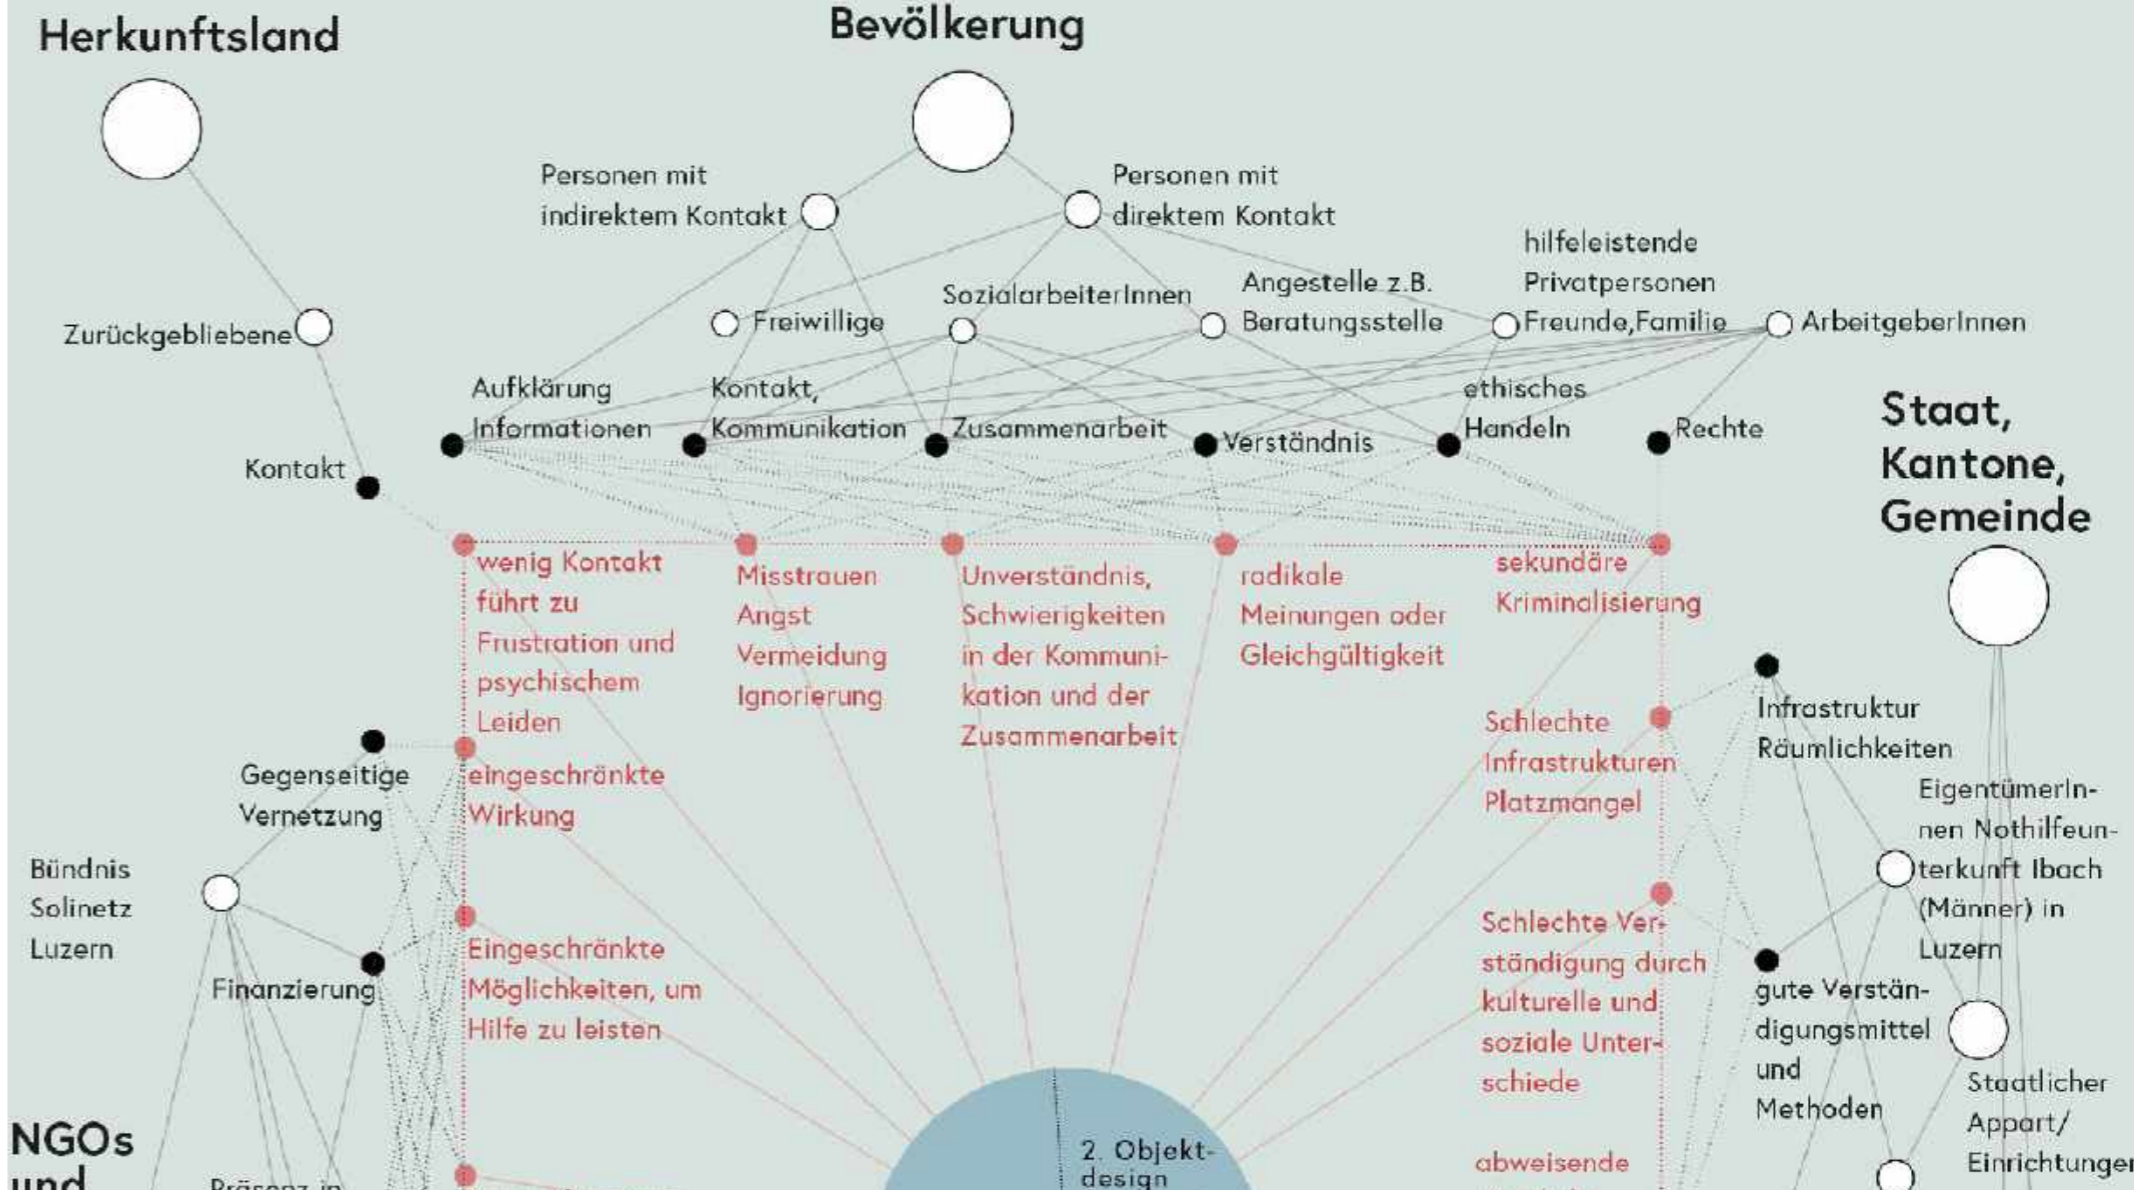 Herkunftsland
Bevölkerung
Personen mit
indirektem Kontakt
Personen mit
direktem Kontakt
hilfeleistende
Privatpersonen
Freunde,Familie
Angestelle z.B.
Beratungsstelle
SozialarbeiterInnen
Freiwillige
ArbeitgeberInnen
Zurückgebliebene
Aufklärung
Informationen
Kontakt,
Kommunikation
Zusammenarbeit
Verständnis
ethisches
Handeln
Rechte
Kontakt
Staat,
Kantone,
Gemeinde
wenig Kontakt
führt zu
Frustration und
psychischem
Leiden
Misstrauen
Angst
Vermeidung
Ignorierung
Unverständnis,
Schwierigkeiten
in der Kommuni-
kation und der
Zusammenarbeit
radikale
Meinungen oder
Gleichgültigkeit
sekundäre
Kriminalisierung
Schlechte
Infrastrukturen
Platzmangel
Infrastruktur
Räumlichkeiten
Gegenseitige
Vernetzung
eingeschränkte
Wirkung
EigentümerIn-
nen Nothilfeun-
terkunft Ibach
(Männer) in
Luzern
Bündnis
Solinetz
Luzern
Finanzierung
Eingeschränkte
Möglichkeiten, um
Hilfe zu leisten
Schlechte Ver-
ständigung durch
kulturelle und
soziale Unter-
schiede
gute Verstän-
digungsmittel
und
Methoden
Staatlicher
Appart/
Einrichtungen
NGOs
und
2. Objekt-
design
abweisende
Präsenz in